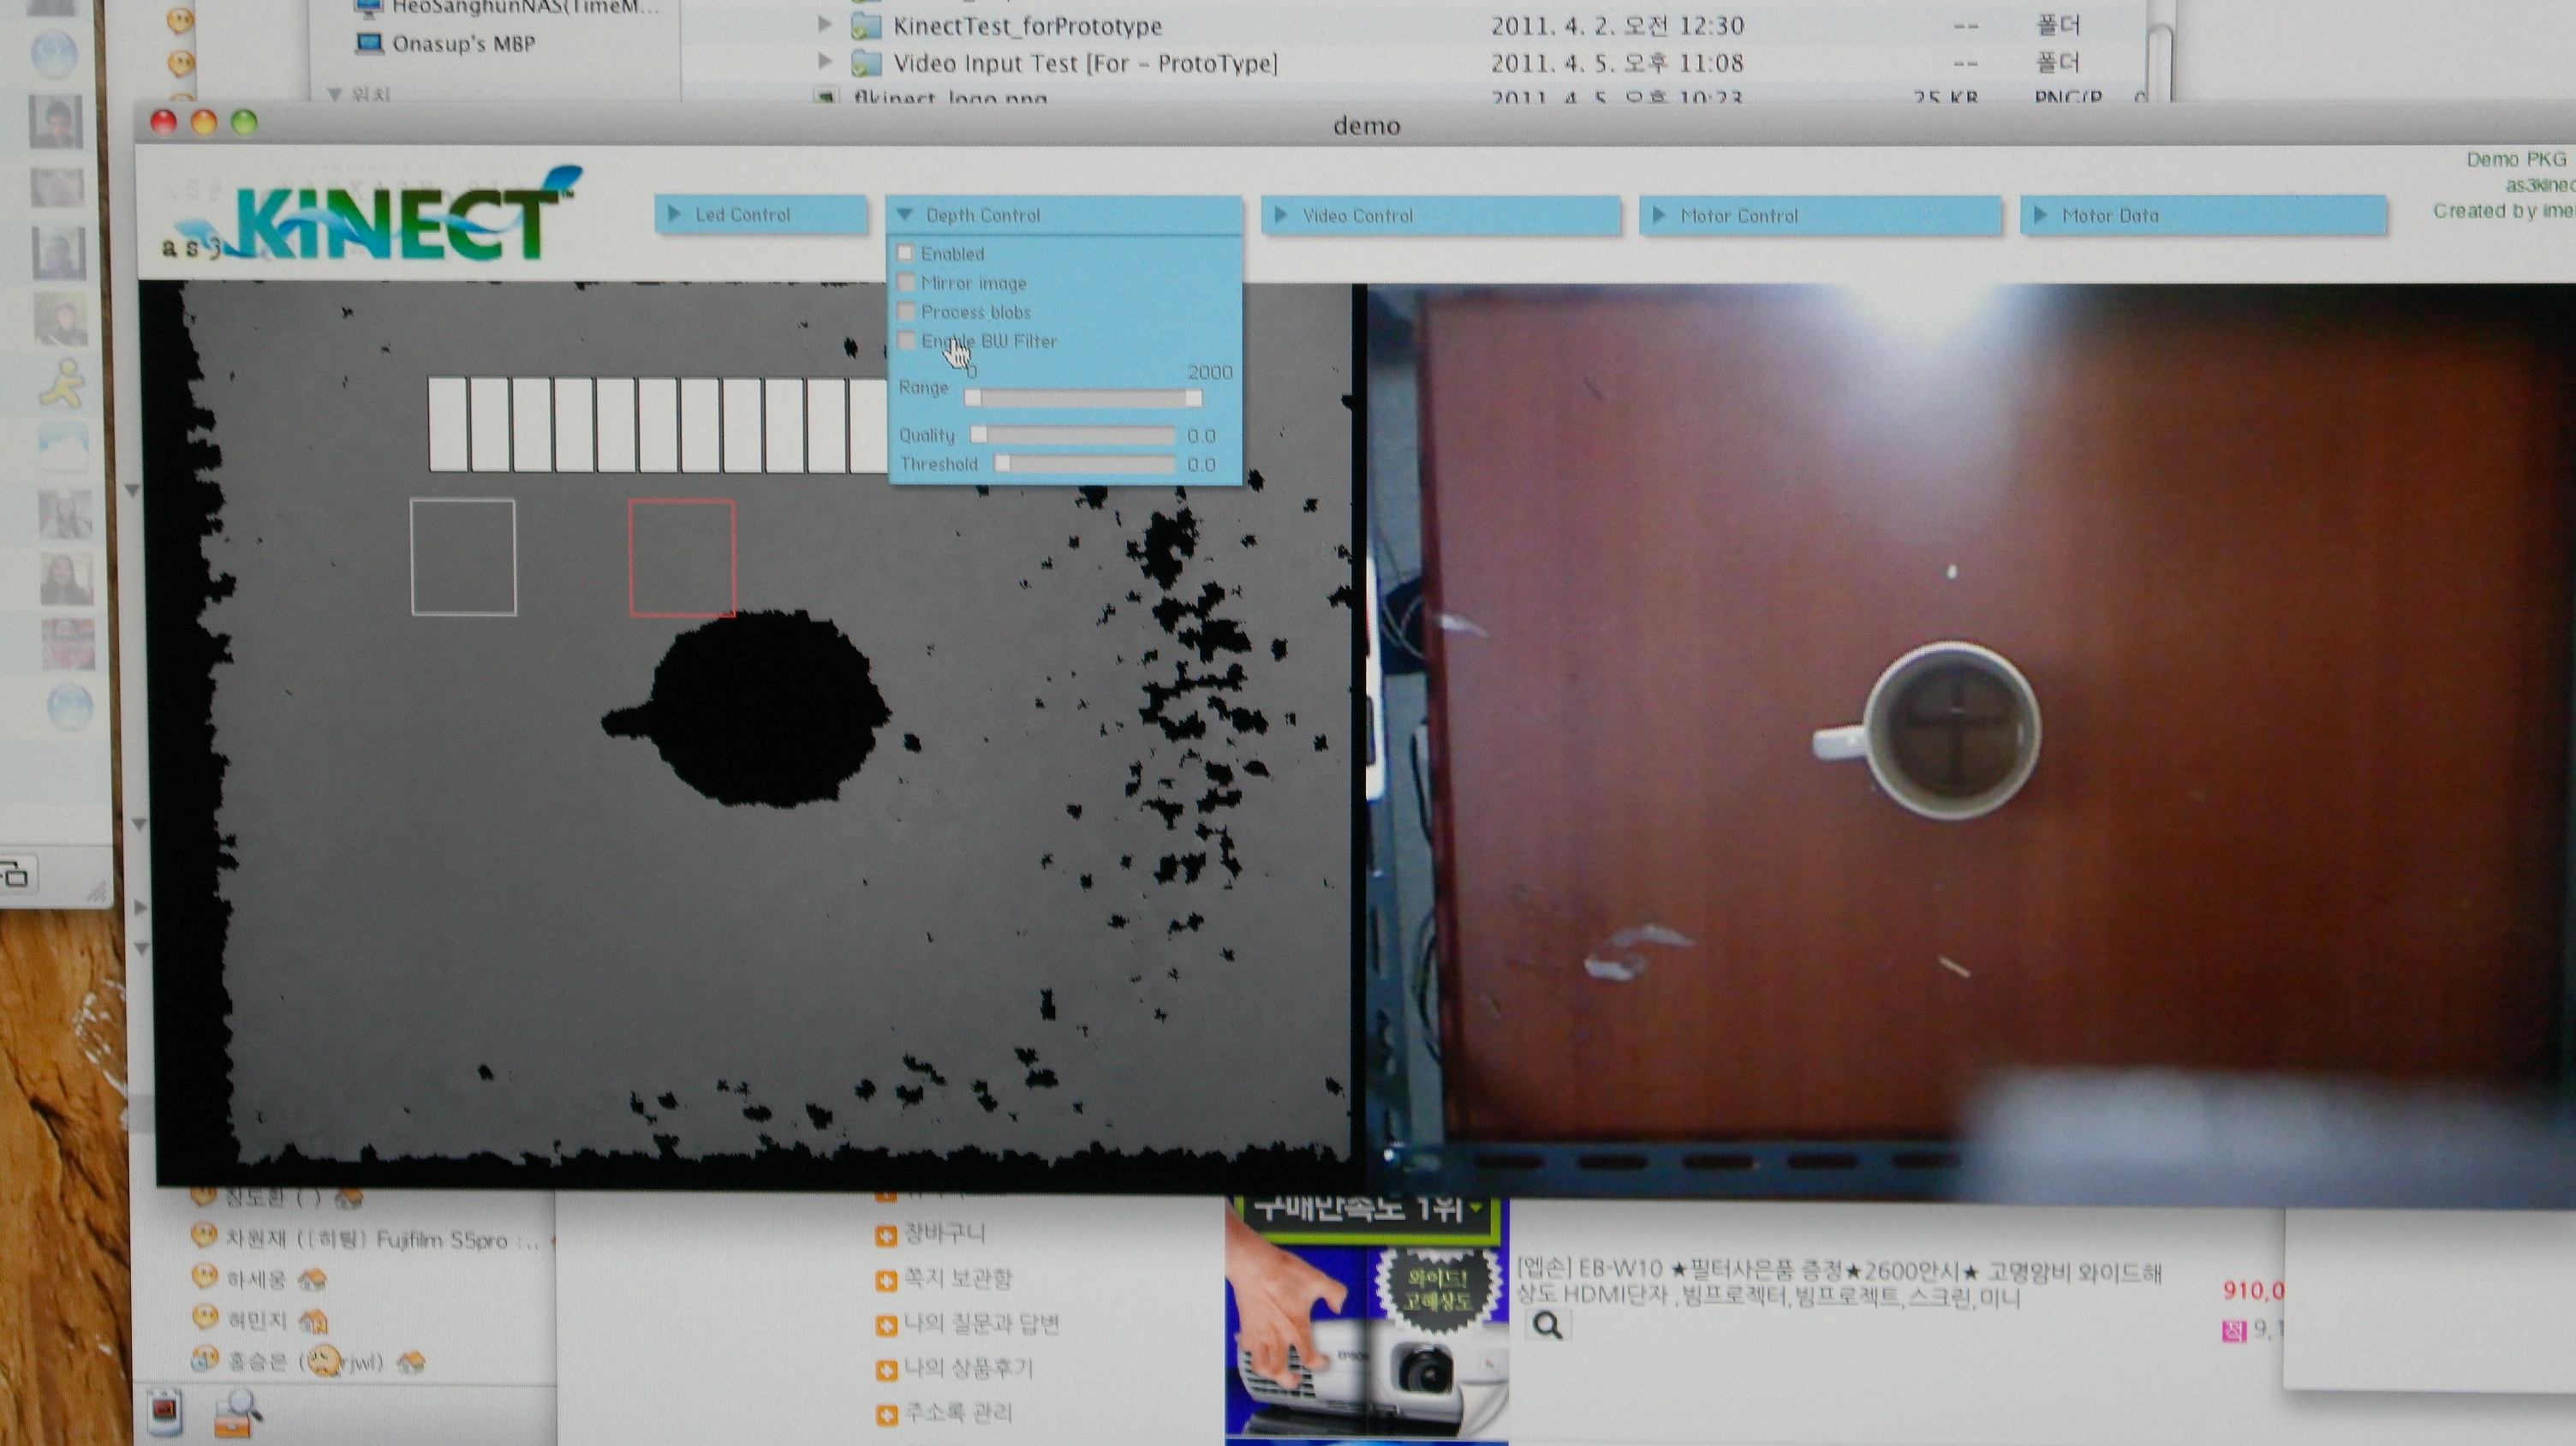 HeoSanghunNAS(TimeM...
Onasup's MBP
위치
KinectTest_forPrototype 2011. 4. 2. 오전 12:30 -- 폴더
Video Input Test [For - ProtoType] 2011. 4. 5. 오후 11:08 -- 폴더
flkinect_logo.png 2011. 4. 5. 오후 10:23 25 KB
demo
as3 KiNECT™
Led Control
Depth Control
Video Control
Motor Control
Motor Data
Demo PKG
as3kinec
Created by imek
Enabled
Mirror image
Process blobs
Enable BW Filter
0 2000
Range
Quality 0.0
Threshold 0.0
차원재 ([히팅) Fujifilm S5pro :..
하세웅
허민지
홍승은
장바구니
쪽지 보관함
나의 질문과 답변
나의 상품후기
주소록 관리
구매만족도 1위
와이드!
고해상도
EPSON
[엡손] EB-W10 ★필터사은품 증정★2600안시★ 고명암비 와이드해
상도 HDMI단자 ,빔프로젝터,빔프로젝트,스크린,미니
910,0
적 9,1